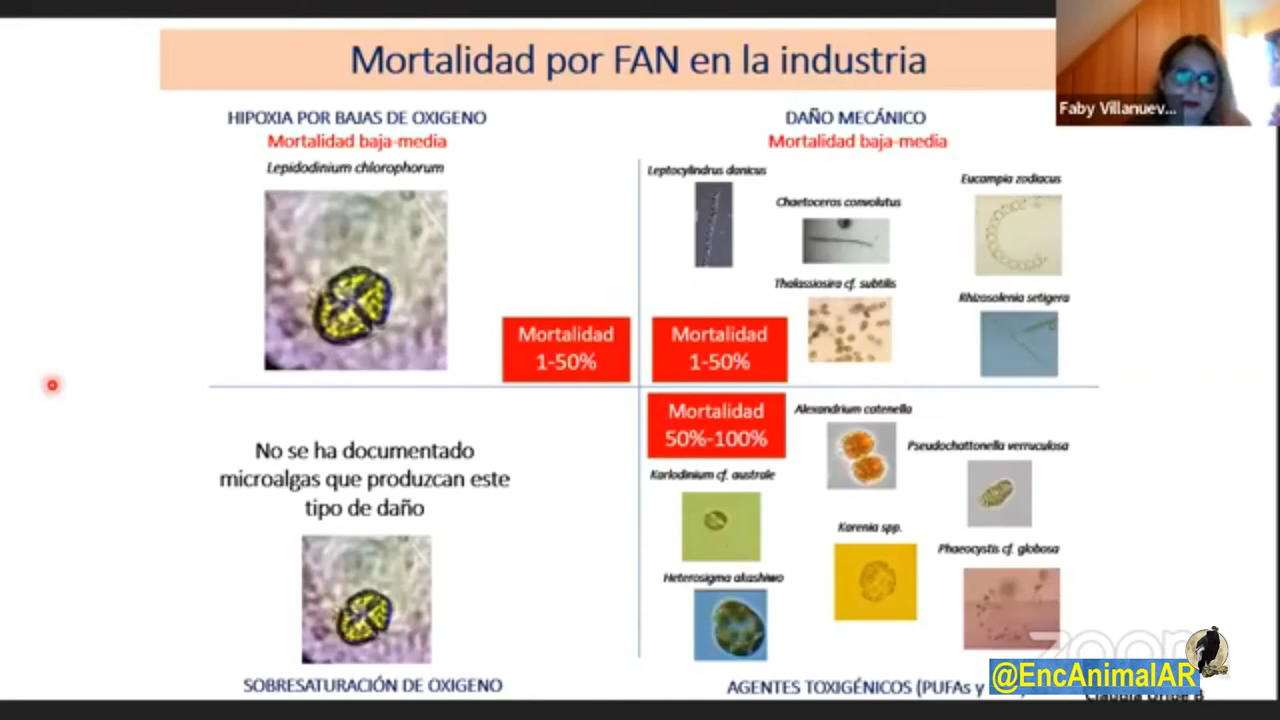 Mortalidad por FAN en la industria
Faby Villanuev...
HIPOXIA POR BAJAS DE OXIGENO
Mortalidad baja-media
Lepidodinium chlorophorum
Mortalidad
1-50%
DAÑO MECÁNICO
Mortalidad baja-media
Leptocylindrus danicus
Chaetoceros convolutus
Eucampia zodiacus
Thalassiosira cf. subtilis
Rhizosolenia setigera
Mortalidad
1-50%
No se ha documentado
microalgas que produzcan este
tipo de daño
SOBRESATURACIÓN DE OXIGENO
Mortalidad
50%-100%
Alexandrium catenella
Pseudochattonella verruculosa
Karlodinium cf. australe
Karenia spp.
Phaeocystis cf. globosa
Heterosigma akashiwo
AGENTES TOXIGÉNICOS (PUFAs y
zoom
@EncAnimalAR
Claudia Uribe B